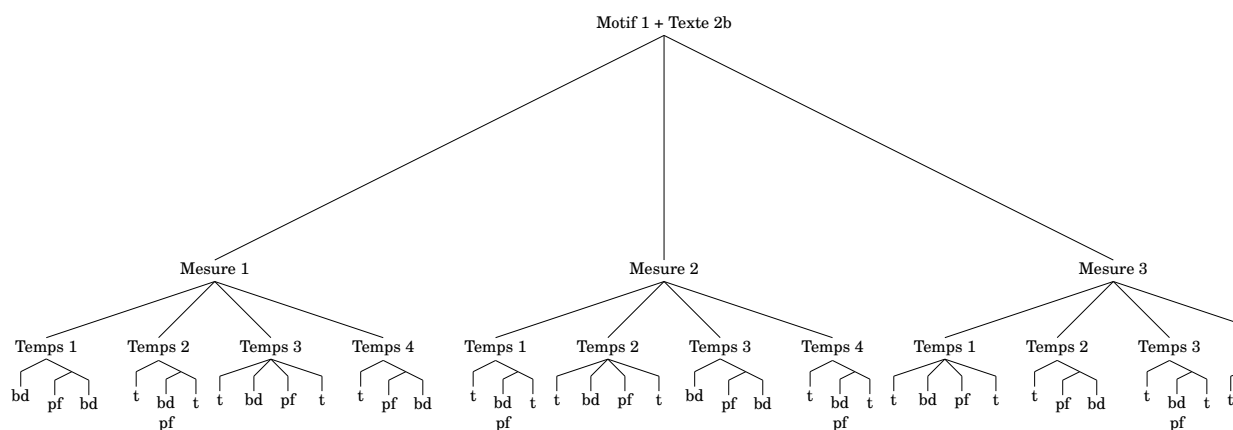 Motif 1 + Texte 2b
Mesure 1 Mesure 2 Mesure 3
Temps 1 Temps 2 Temps 3 Temps 4 Temps 1 Temps 2 Temps 3 Temps 4 Temps 1 Temps 2 Temps 3
bd pf bd t bd t t bd pf t t pf bd t bd t t bd pf t bd pf bd t bd t t bd pf t t pf bd t bd t t
pf pf pf pf